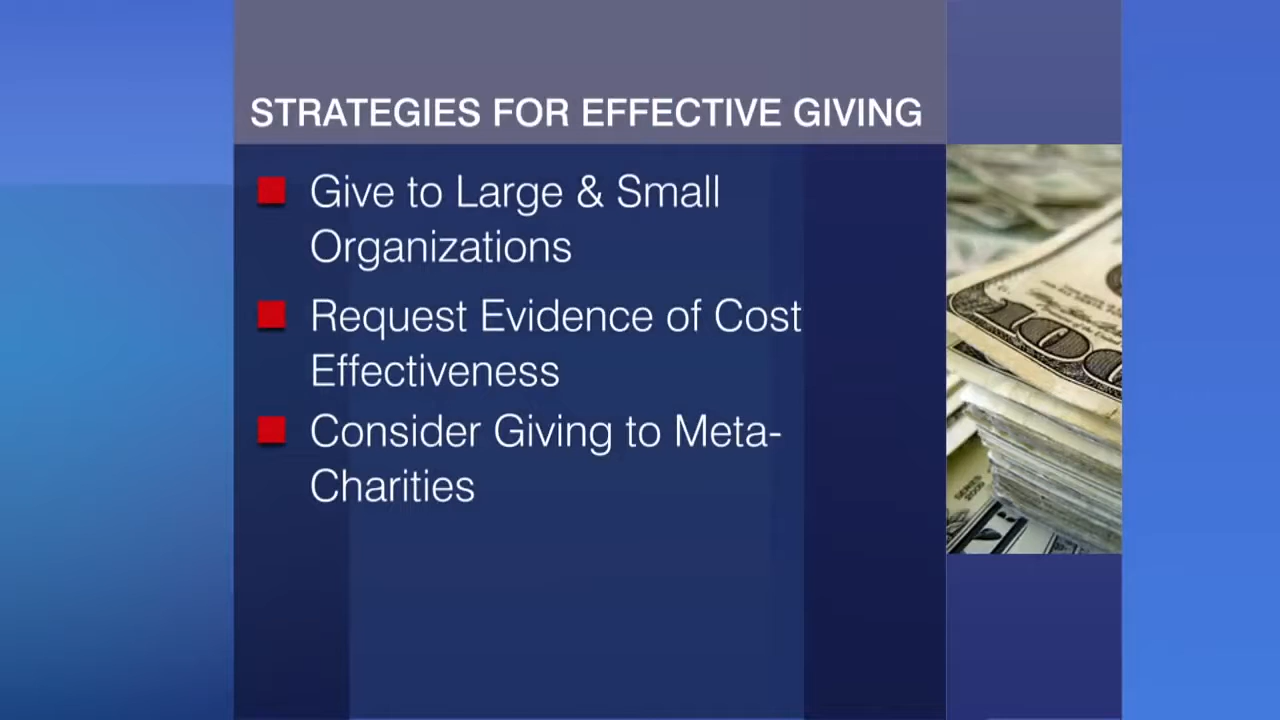 STRATEGIES FOR EFFECTIVE GIVING
Give to Large & Small
Organizations
Request Evidence of Cost
Effectiveness
Consider Giving to Meta-
Charities
100